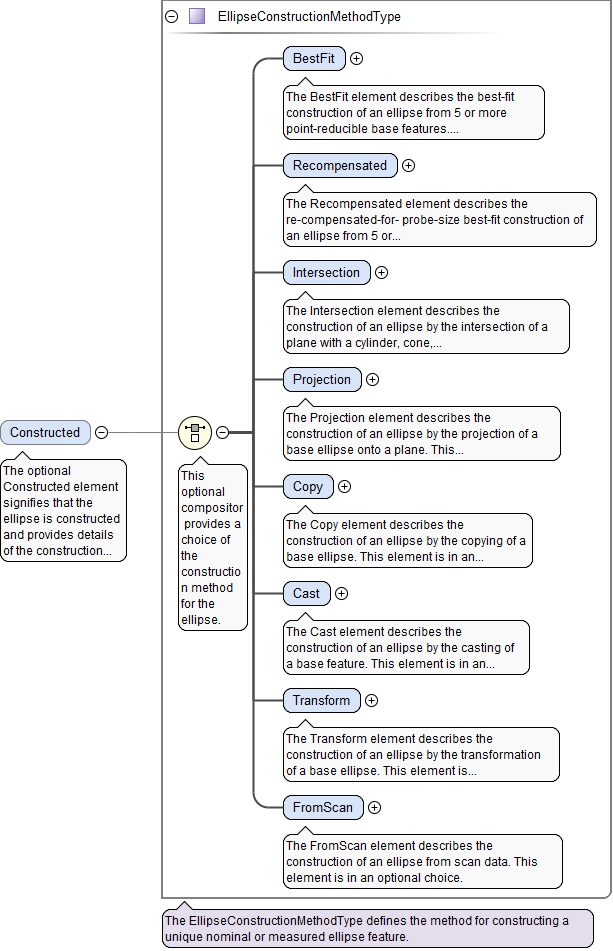 EllipseConstructionMethodType
BestFit
The BestFit element describes the best-fit
construction of an ellipse from 5 or more
point-reducible base features....
Recompensated
The Recompensated element describes the
re-compensated-for- probe-size best-fit construction of
an ellipse from 5 or...
Intersection
The Intersection element describes the
construction of an ellipse by the intersection of a
plane with a cylinder, cone,...
Projection
The Projection element describes the
construction of an ellipse by the projection of a
base ellipse onto a plane. This...
Constructed
The optional
Constructed element
signifies that the
ellipse is constructed
and provides details
of the construction...
This
optional
compositor
provides a
choice of
the
constructio
n method
for the
ellipse.
Copy
The Copy element describes the
construction of an ellipse by the copying of a
base ellipse. This element is in an...
Cast
The Cast element describes the
construction of an ellipse by the casting of
a base feature. This element is in an...
Transform
The Transform element describes the
construction of an ellipse by the transformation
of a base ellipse. This element is...
FromScan
The FromScan element describes the
construction of an ellipse from scan data. This
element is in an optional choice.
The EllipseConstructionMethodType defines the method for constructing a
unique nominal or measured ellipse feature.